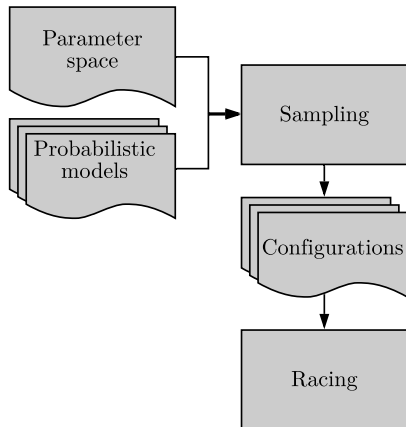 Parameter
space
Sampling
Probabilistic
models
Configurations
Racing